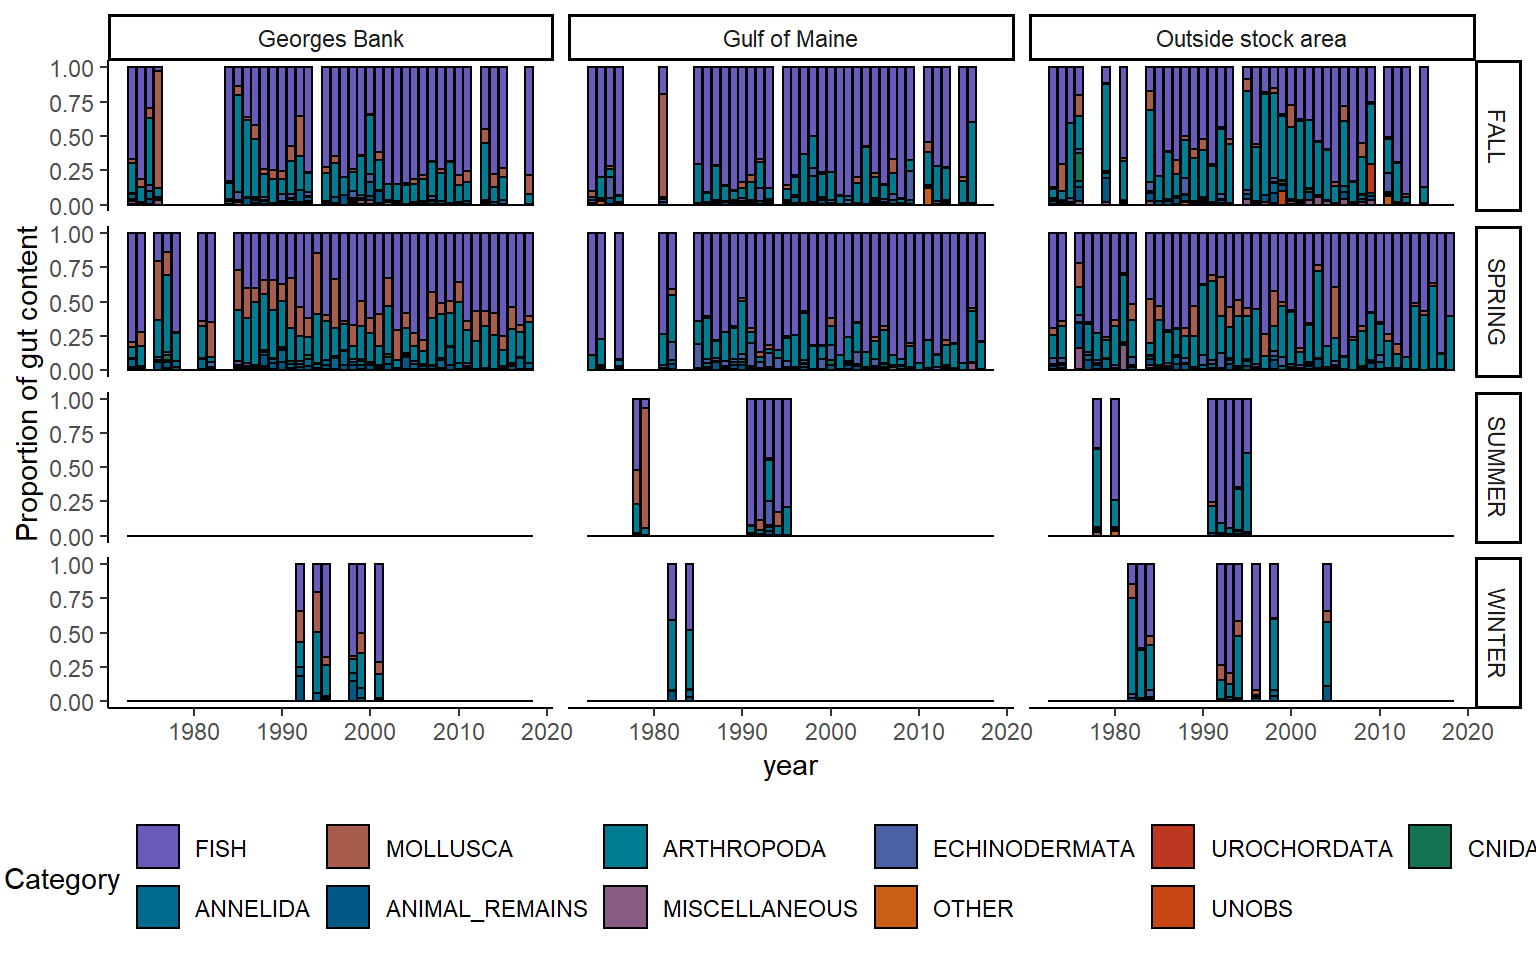 Georges Bank Gulf of Maine Outside stock area
1.00
0.75
0.50
0.25
0.00
FALL
1.00
0.75
0.50
0.25
0.00
SPRING
1.00
0.75
0.50
0.25
0.00
SUMMER
1.00
0.75
0.50
0.25
0.00
WINTER
Proportion of gut content
1980 1990 2000 2010 2020 1980 1990 2000 2010 2020 1980 1990 2000 2010 2020
year
Category
FISH MOLLUSCA ARTHROPODA ECHINODERMATA UROCHORDATA CNIDA
ANNELIDA ANIMAL_REMAINS MISCELLANEOUS OTHER UNOBS